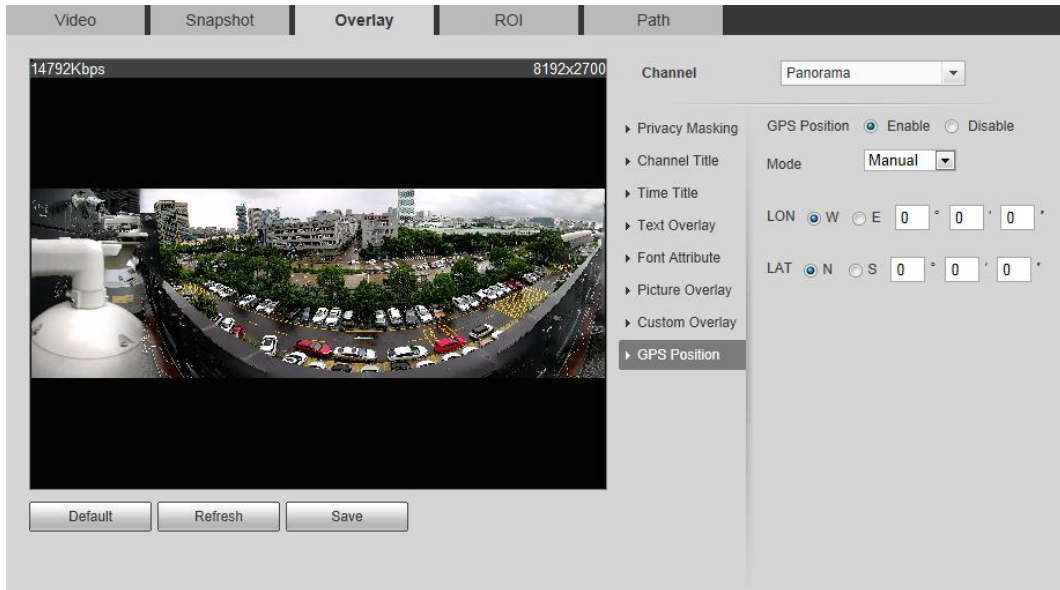 Video Snapshot Overlay ROI Path
14792Kbps 8192x2700
Channel Panorama
Privacy Masking
Channel Title
Time Title
Text Overlay
Font Attribute
Picture Overlay
Custom Overlay
GPS Position
GPS Position Enable Disable
Mode Manual
LON W E 0 ° 0 ' 0 "
LAT N S 0 ° 0 ' 0 "
Default Refresh Save